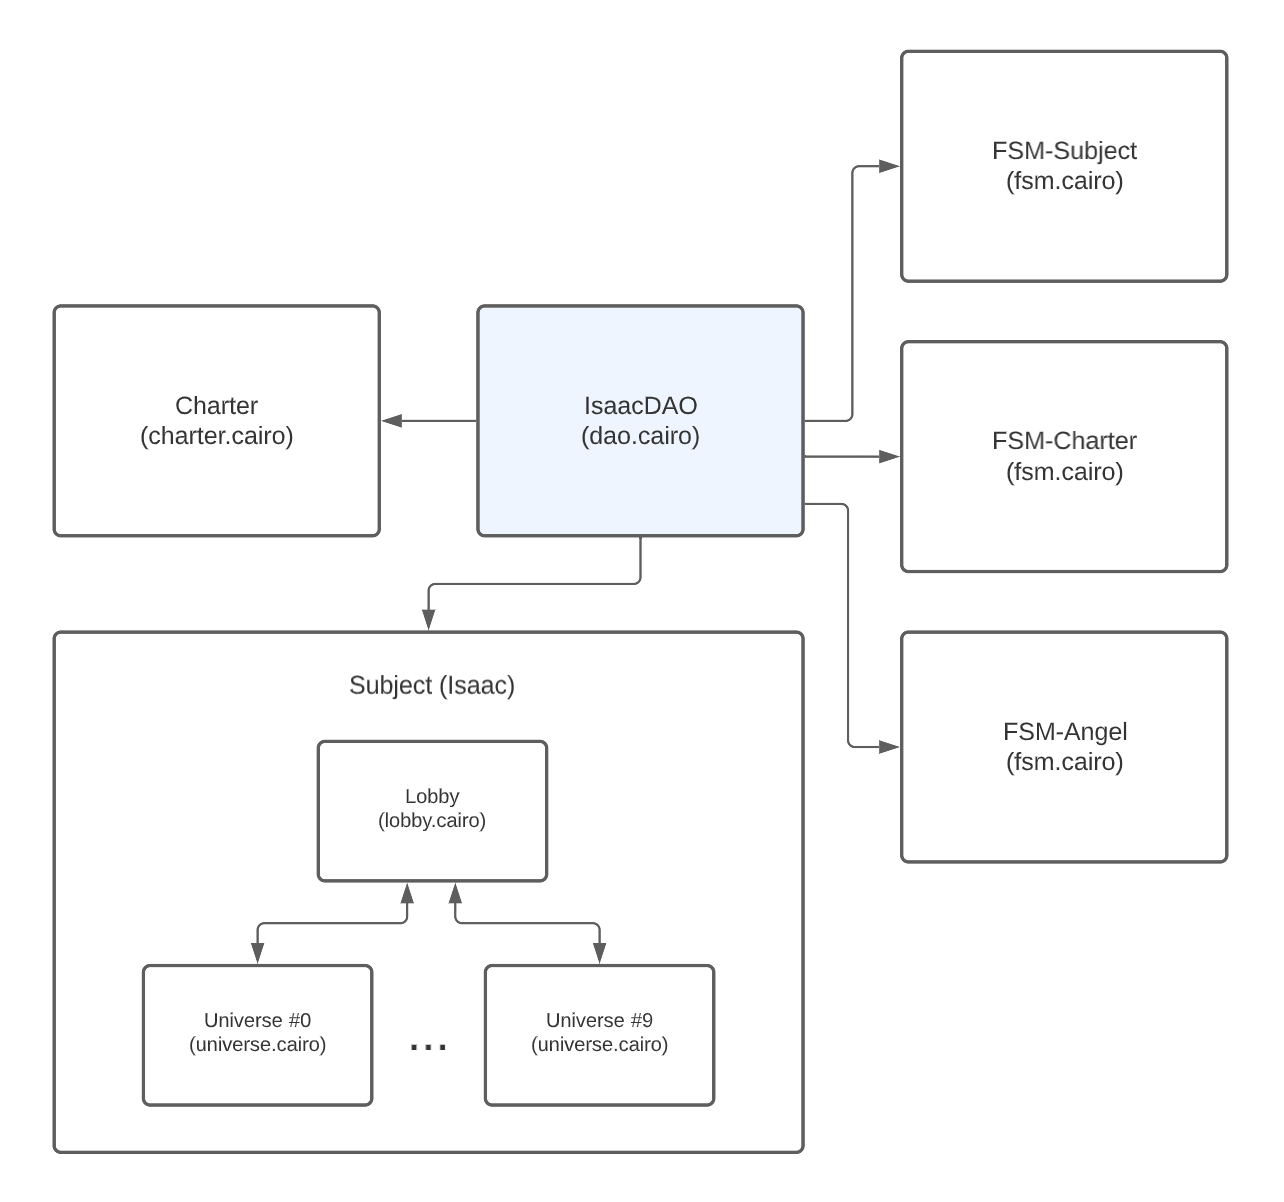 FSM-Subject
(fsm.cairo)
Charter
(charter.cairo)
IsaacDAO
(dao.cairo)
FSM-Charter
(fsm.cairo)
Subject (Isaac)
FSM-Angel
(fsm.cairo)
Lobby
(lobby.cairo)
Universe #0
(universe.cairo)
...
Universe #9
(universe.cairo)